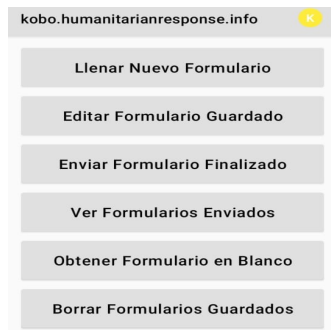 kobo.humanitarianresponse.info K
Llenar Nuevo Formulario
Editar Formulario Guardado
Enviar Formulario Finalizado
Ver Formularios Enviados
Obtener Formulario en Blanco
Borrar Formularios Guardados